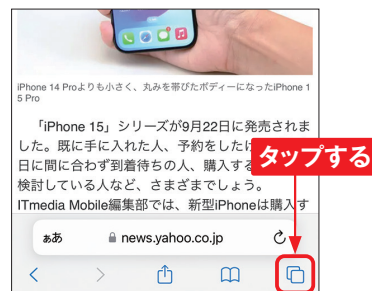 iPhone 14 Proよりも小さく、丸みを帯びたボディーになったiPhone 1
5 Pro
「iPhone 15」シリーズが9月22日に発売されま
した。既に手に入れた人、予約をしたけ
日に間に合わず到着待ちの人、購入する
検討している人など、さまざまでしょう。
ITmedia Mobile編集部では、新型iPhoneは購入す
タップする
ぁあ news.yahoo.co.jp